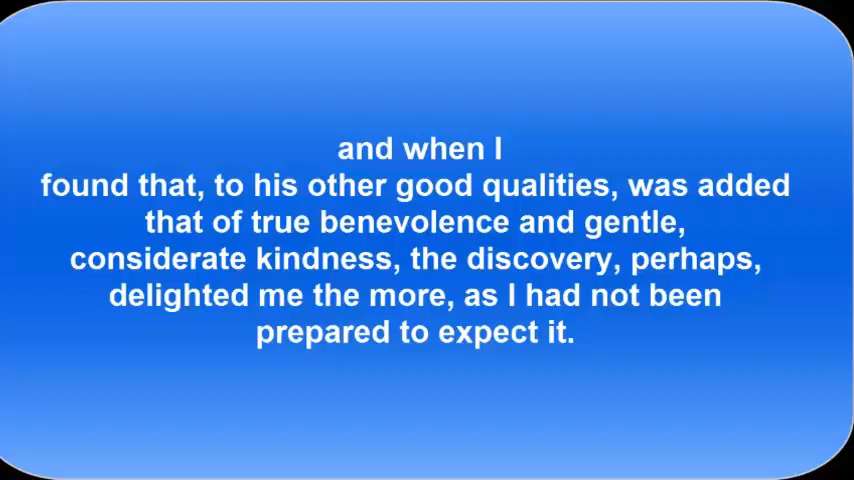 and when I
found that, to his other good qualities, was added
that of true benevolence and gentle,
considerate kindness, the discovery, perhaps,
delighted me the more, as I had not been
prepared to expect it.